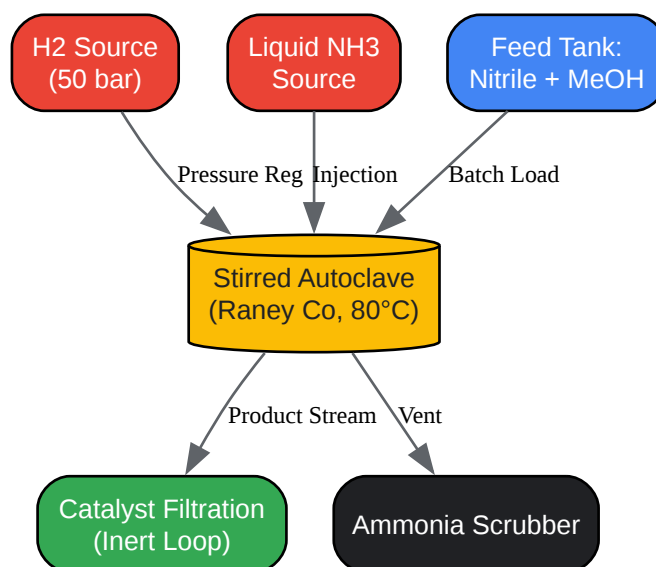 H2 Source
(50 bar)
Liquid NH3
Source
Feed Tank:
Nitrile + MeOH
Pressure Reg
Injection
Batch Load
Stirred Autoclave
(Raney Co, 80°C)
Product Stream
Vent
Catalyst Filtration
(Inert Loop)
Ammonia Scrubber